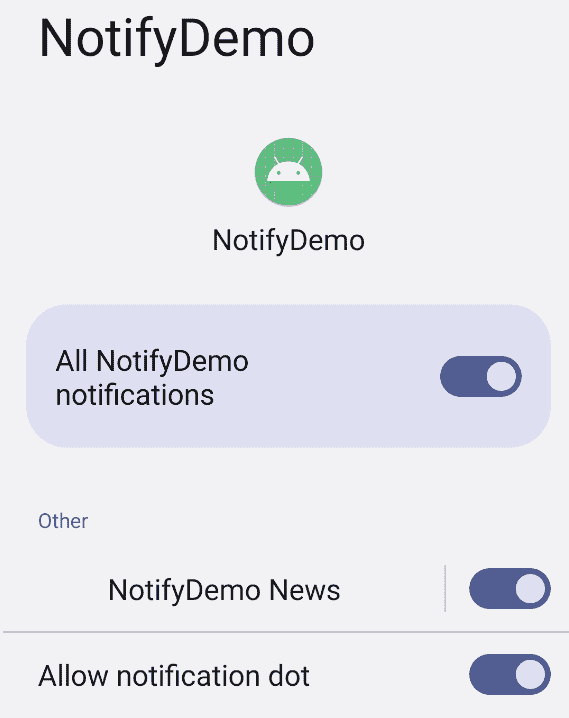 NotifyDemo
NotifyDemo
All NotifyDemo
notifications
Other
NotifyDemo News
Allow notification dot